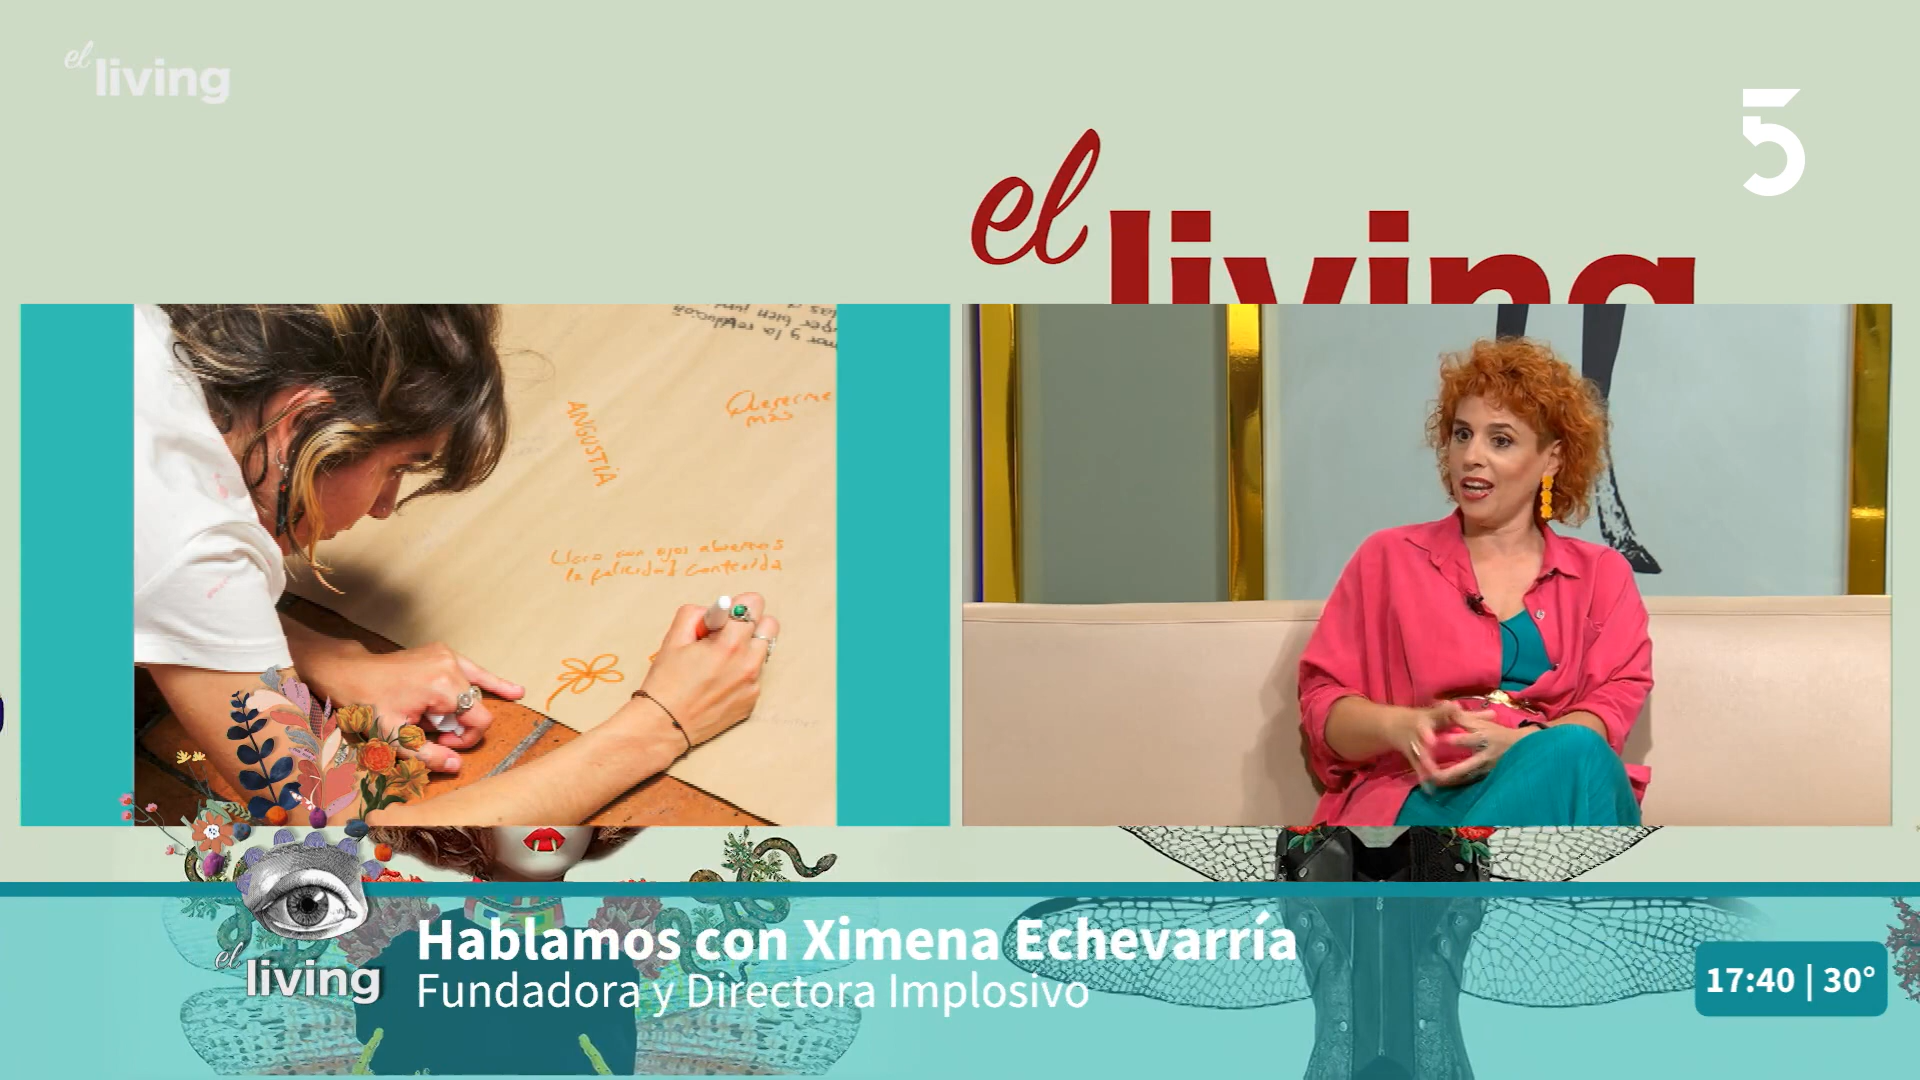 el
living
5
el
living
ANGUSTIA
Quererme
más
Lloro con ojos abiertos
la felicidad contenida
el
living
Hablamos con Ximena Echevarría
Fundadora y Directora Implosivo
17:40 | 30°